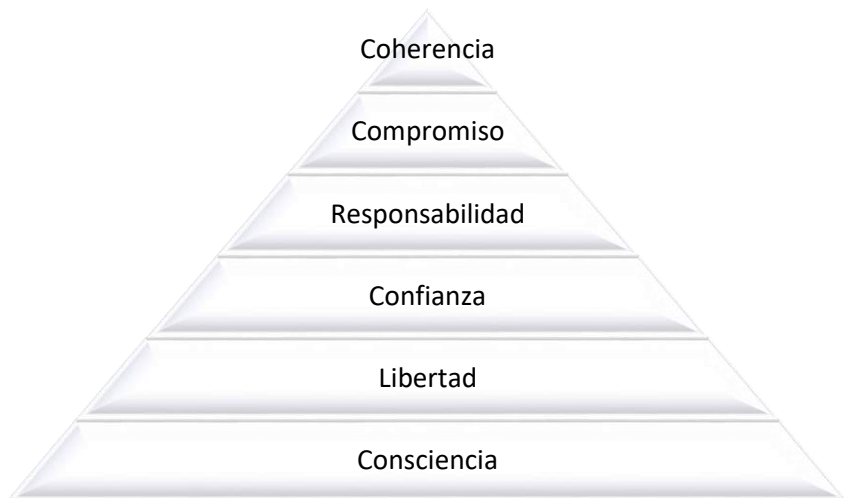 Coherencia
Compromiso
Responsabilidad
Confianza
Libertad
Consciencia